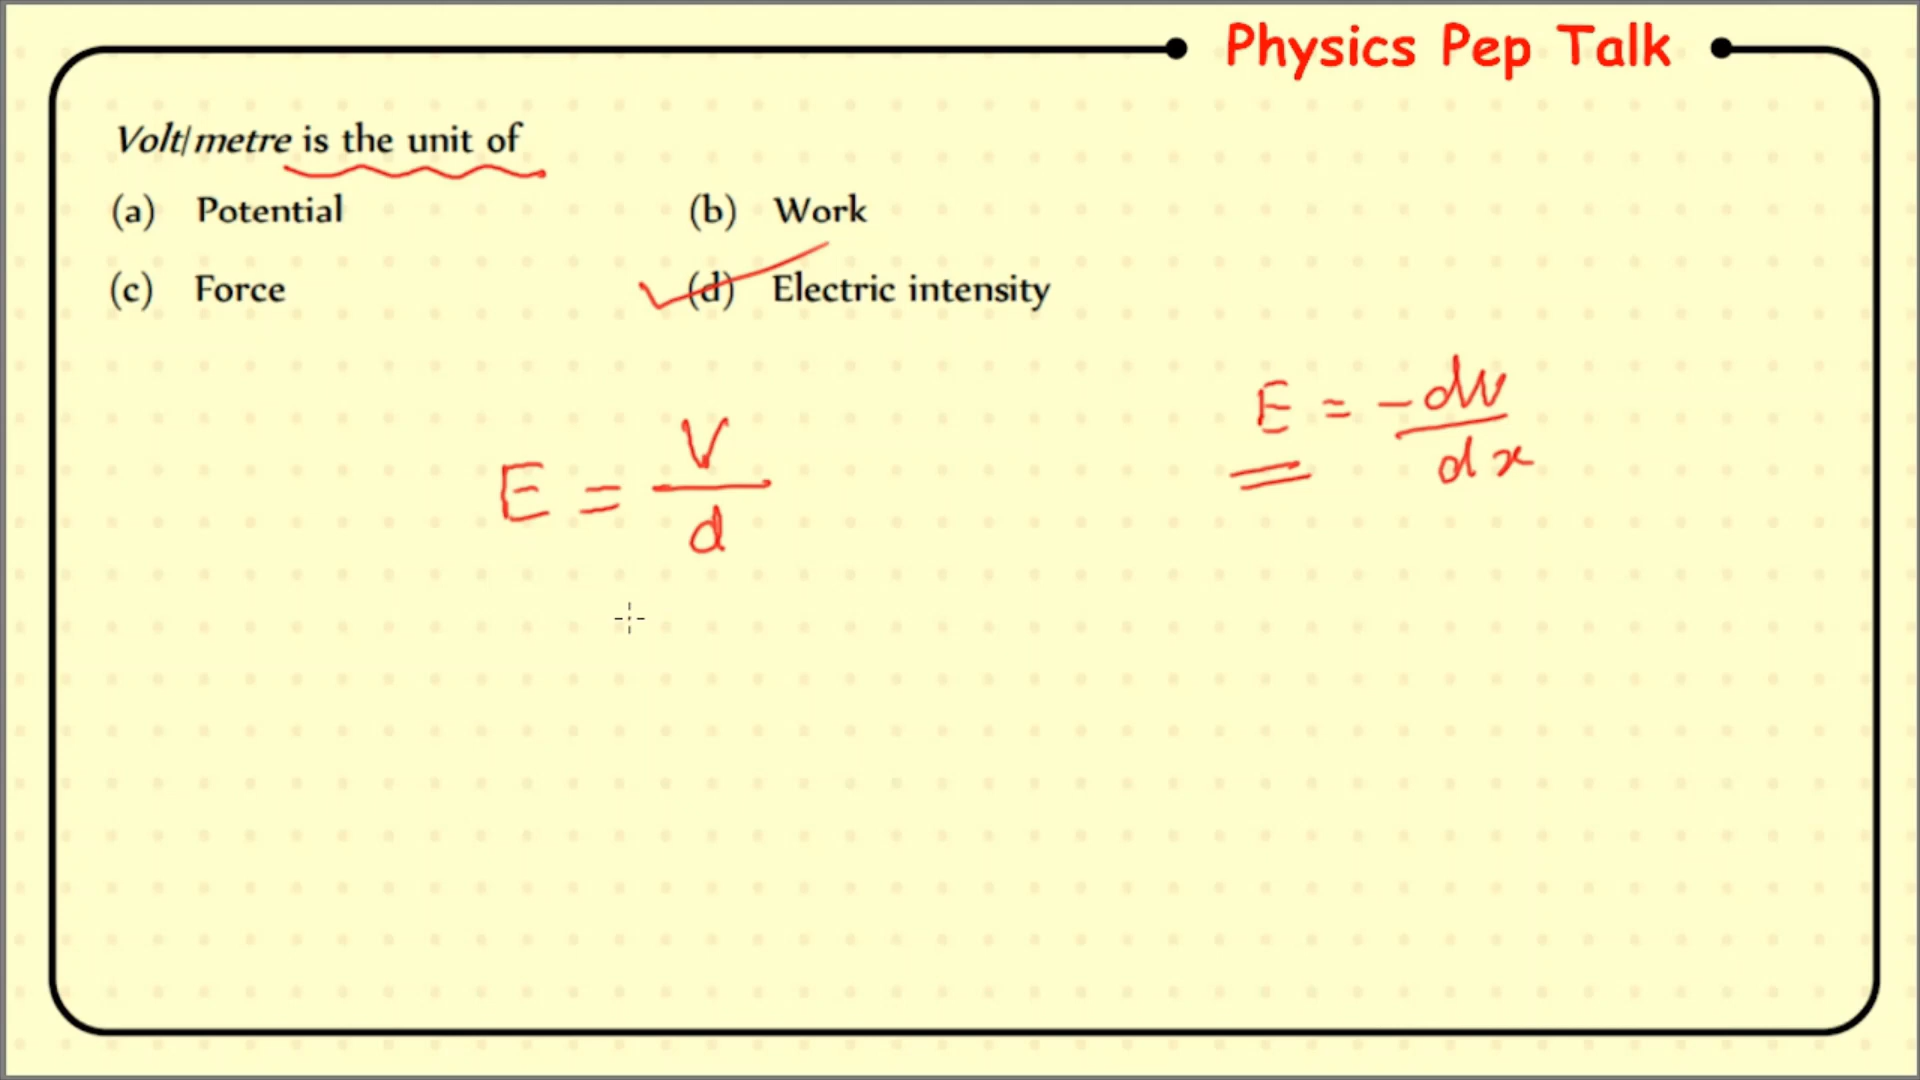 Physics Pep Talk
Volt/metre is the unit of
(a) Potential (b) Work
(c) Force (d) Electric intensity
E = V/d
E = -dV/dx